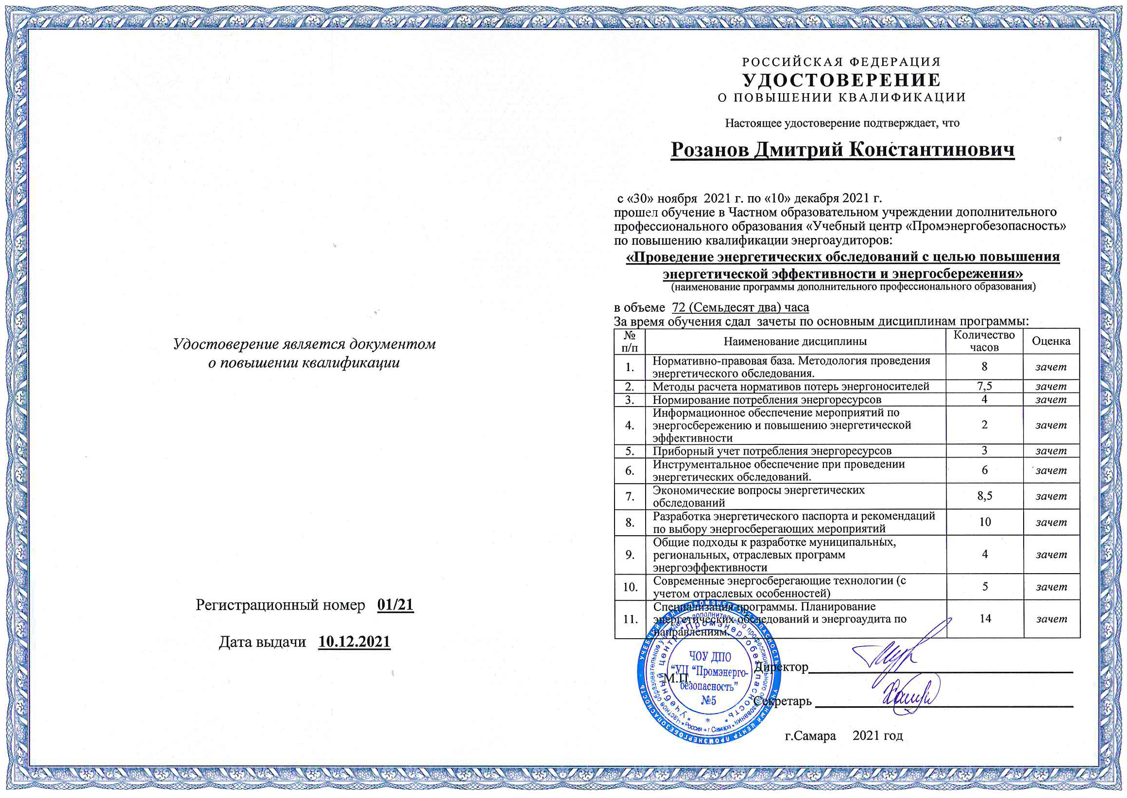 Удостоверение является документом
о повышении квалификации
Регистрационный номер 01/21
Дата выдачи 10.12.2021
РОССИЙСКАЯ ФЕДЕРАЦИЯ
УДОСТОВЕРЕНИЕ
О ПОВЫШЕНИИ КВАЛИФИКАЦИИ
Настоящее удостоверение подтверждает, что
Розанов Дмитрий Константинович
с «30» ноября 2021 г. по «10» декабря 2021 г.
прошел обучение в Частном образовательном учреждении дополнительного
профессионального образования «Учебный центр «Промэнергобезопасность»
по повышению квалификации энергоаудиторов:
«Проведение энергетических обследований с целью повышения
энергетической эффективности и энергосбережения»
(наименование программы дополнительного профессионального образования)
в объеме 72 (Семьдесят два) часа
За время обучения сдал зачеты по основным дисциплинам программы:
№ п/п Наименование дисциплины Количество часов Оценка
1. Нормативно-правовая база. Методология проведения
энергетического обследования. 8 зачет
2. Методы расчета нормативов потерь энергоносителей 7,5 зачет
3. Нормирование потребления энергоресурсов 4 зачет
4. Информационное обеспечение мероприятий по
энергосбережению и повышению энергетической
эффективности 2 зачет
5. Приборный учет потребления энергоресурсов 3 зачет
6. Инструментальное обеспечение при проведении
энергетических обследований. 6 зачет
7. Экономические вопросы энергетических
обследований 8,5 зачет
8. Разработка энергетического паспорта и рекомендаций
по выбору энергосберегающих мероприятий 10 зачет
9. Общие подходы к разработке муниципальных,
региональных, отраслевых программ
энергоэффективности 4 зачет
10. Современные энергосберегающие технологии (с
учетом отраслевых особенностей) 5 зачет
11. Специализация программы. Планирование
энергетических обследований и энергоаудита по
направлениям. 14 зачет
ЧОУ ДПО
"УЦ "Промэнерго-
безопасность"
№5
М.П.
Директор
Секретарь
г.Самара 2021 год